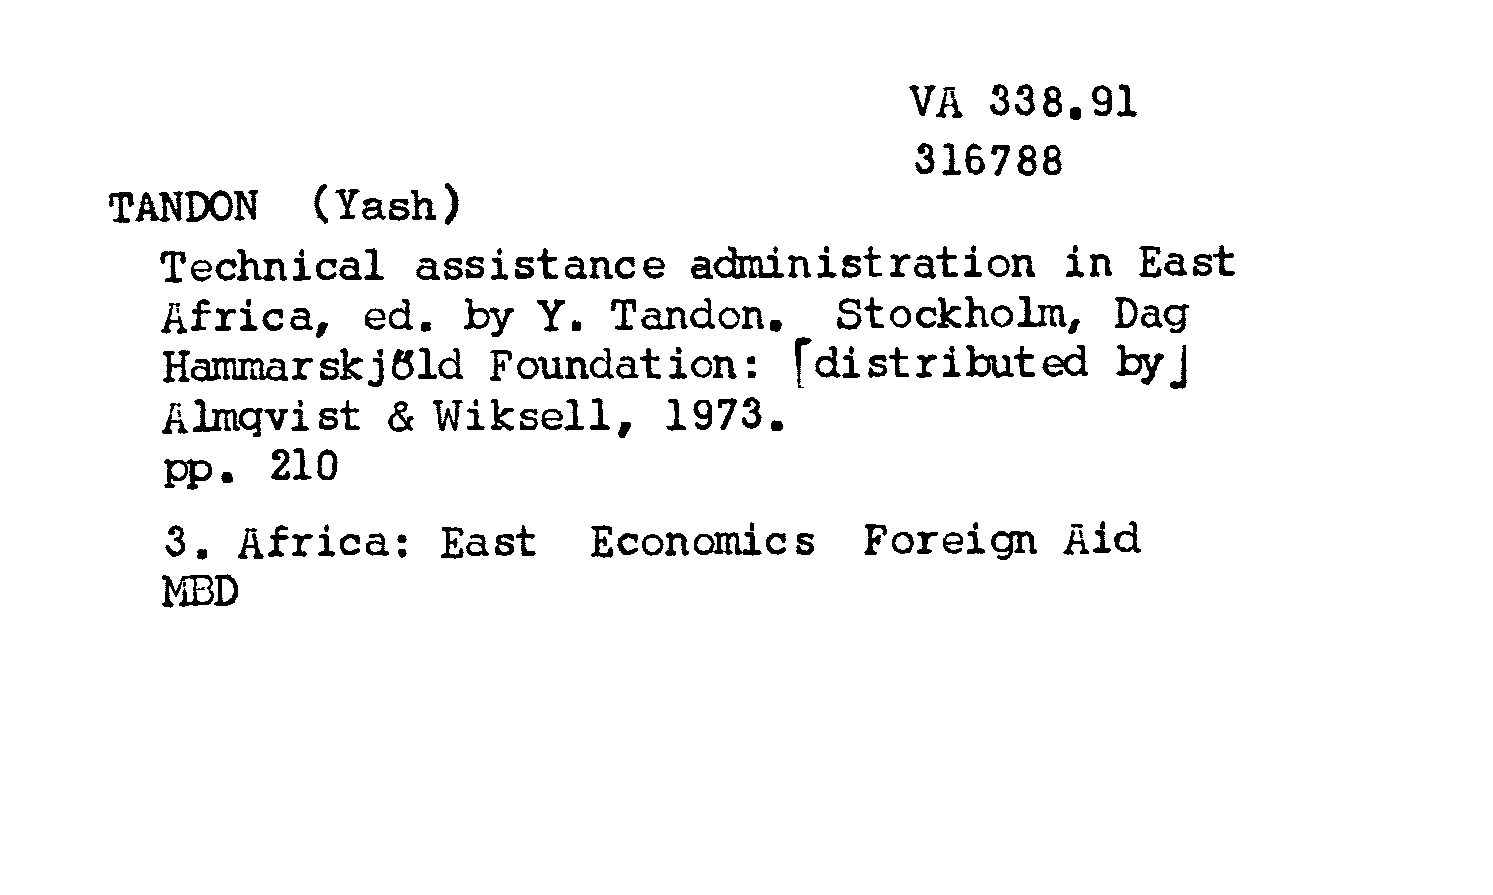 VA 338.91
316788
TANDON (Yash)
Technical assistance administration in East
Africa, ed. by Y. Tandon. Stockholm, Dag
Hammarskjöld Foundation: ⌈distributed by⌋
Almqvist & Wiksell, 1973.
pp. 210
3. Africa: East Economics Foreign Aid
MBD